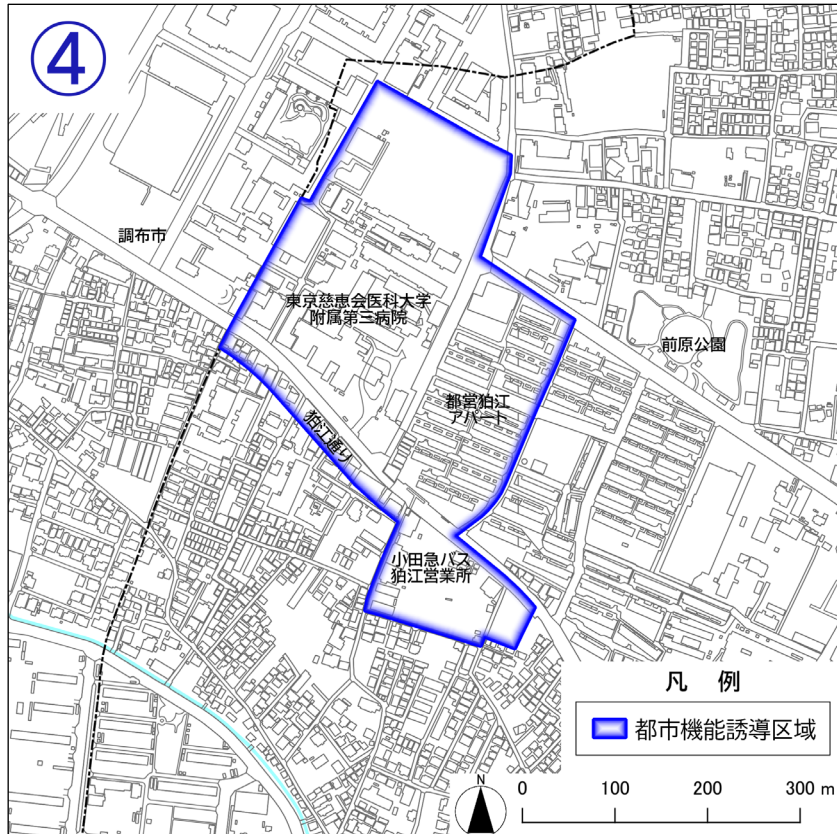 ④
調布市
東京慈恵会医科大学
附属第三病院
前原公園
都営狛江
アパート
狛江通り
小田急バス
狛江営業所
凡 例
都市機能誘導区域
N
0 100 200 300 m